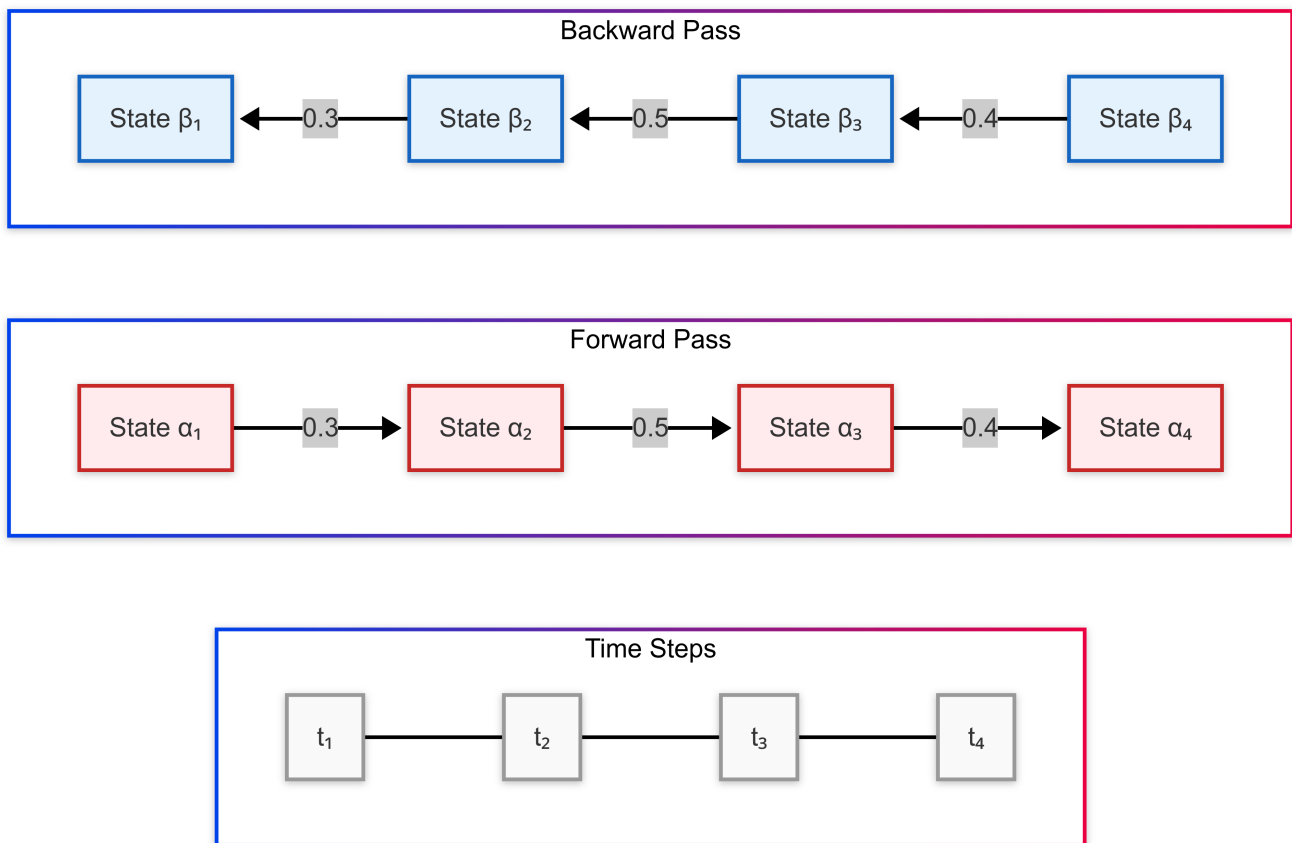 Backward Pass
State β₁
0.3
State β₂
0.5
State β₃
0.4
State β₄
Forward Pass
State α₁
0.3
State α₂
0.5
State α₃
0.4
State α₄
Time Steps
t₁
t₂
t₃
t₄